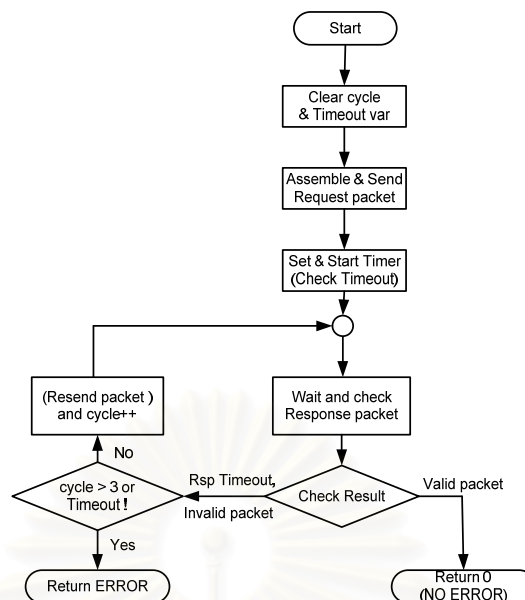 Start
Clear cycle
& Timeout var
Assemble & Send
Request packet
Set & Start Timer
(Check Timeout)
(Resend packet )
and cycle++
Wait and check
Response packet
No
cycle > 3 or
Timeout !
Rsp Timeout,
Invalid packet
Check Result
Valid packet
Yes
Return ERROR
Return 0
(NO ERROR)